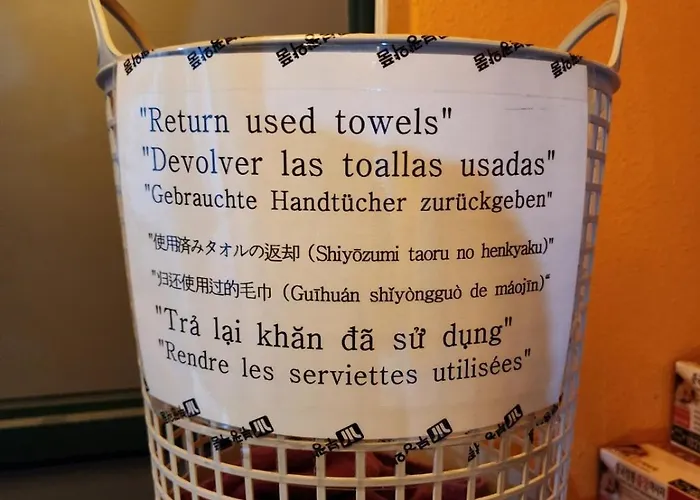 "Return used towels"
"Devolver las toallas usadas"
"Gebrauchte Handtücher zurückgeben"
"使用済みタオルの返却 (Shiyōzumi taoru no henkyaku)"
"归还使用过的毛巾 (Guīhuán shǐyòngguò de máojīn)"
"Trả lại khăn đã sử dụng"
"Rendre les serviettes utilisées"